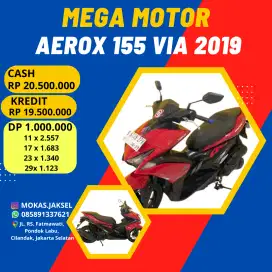 MEGA MOTOR
AEROX 155 VIA 2019
CASH
RP 20.500.000
KREDIT
RP 19.500.000
DP 1.000.000
11 x 2.557
17 x 1.683
23 x 1.340
29x 1.123
MOKAS.JAKSEL
085891337621
JL. RS. Fatmawati,
Pondok Labu,
Cilandak, Jakarta Selatan